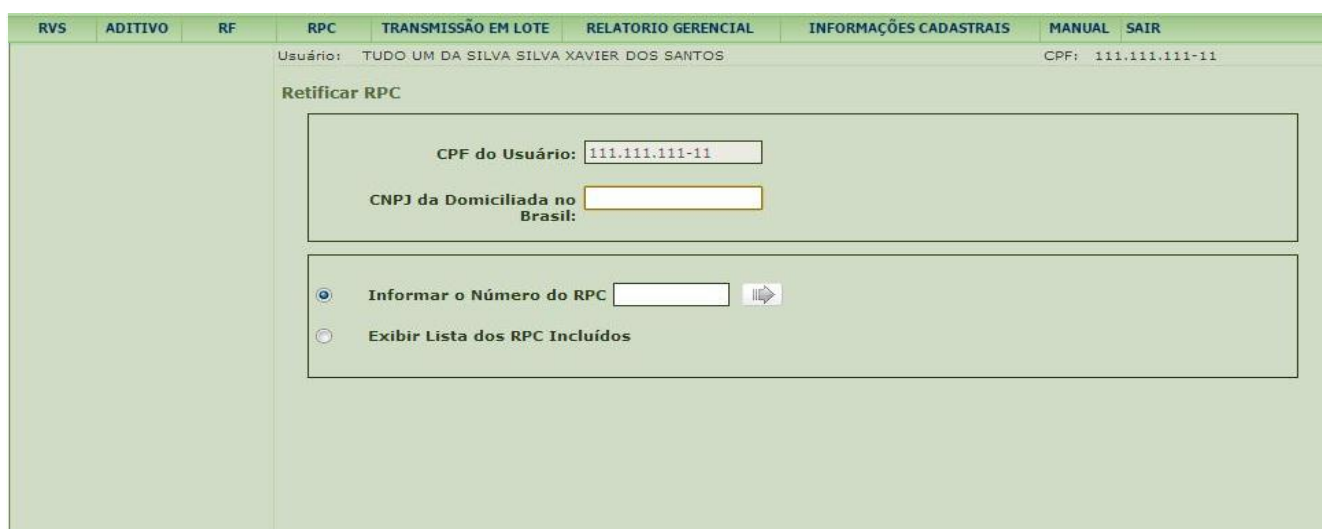 RVS ADITIVO RF RPC TRANSMISSÃO EM LOTE RELATORIO GERENCIAL INFORMAÇÕES CADASTRAIS MANUAL SAIR
Usuário: TUDO UM DA SILVA SILVA XAVIER DOS SANTOS CPF: 111.111.111-11
Retificar RPC
CPF do Usuário: 111.111.111-11
CNPJ da Domiciliada no
Brasil:
Informar o Número do RPC
Exibir Lista dos RPC Incluídos